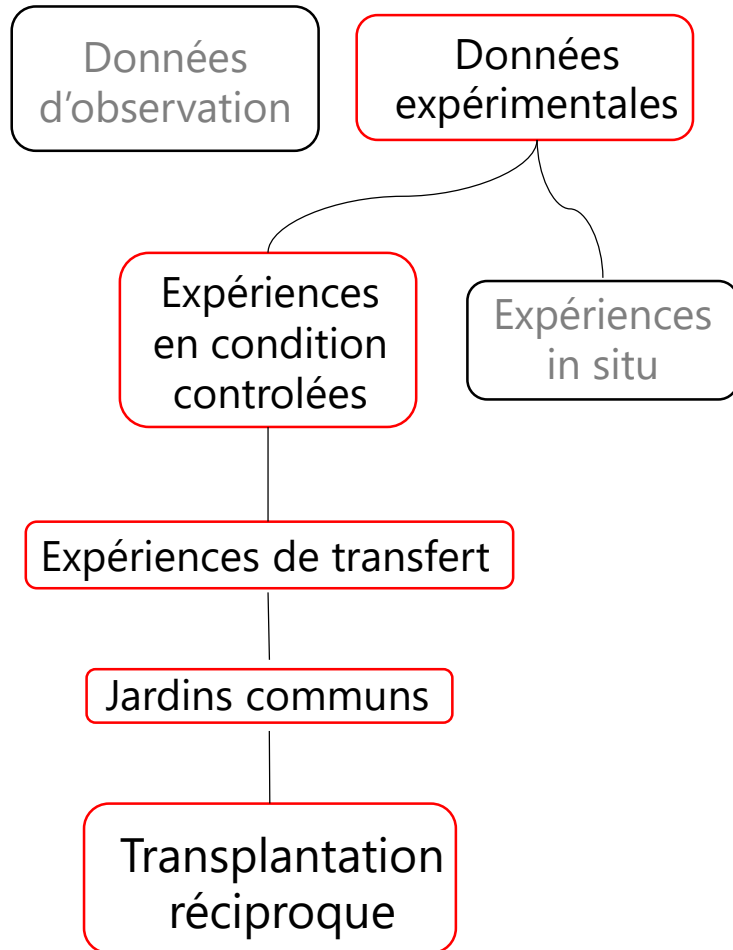 Données
d'observation
Données
expérimentales
Expériences
en condition
controlées
Expériences
in situ
Expériences de transfert
Jardins communs
Transplantation
réciproque